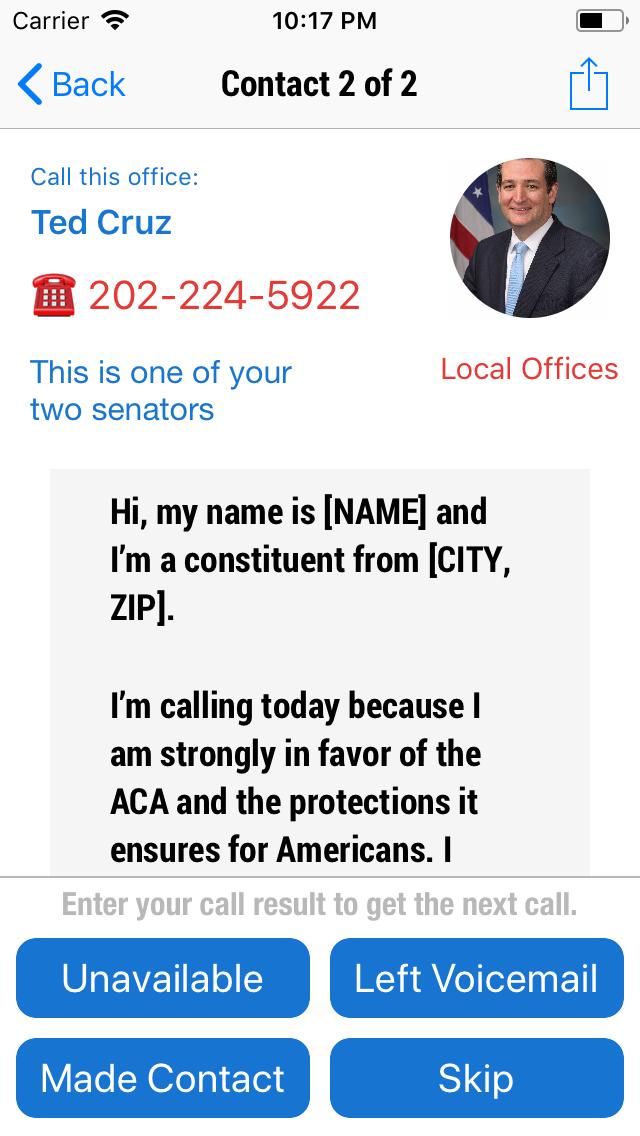 Carrier 10:17 PM
Back Contact 2 of 2
Call this office:
Ted Cruz
202-224-5922
This is one of your
two senators
Local Offices
Hi, my name is [NAME] and
I’m a constituent from [CITY,
ZIP].
I’m calling today because I
am strongly in favor of the
ACA and the protections it
ensures for Americans. I
Enter your call result to get the next call.
Unavailable Left Voicemail
Made Contact Skip